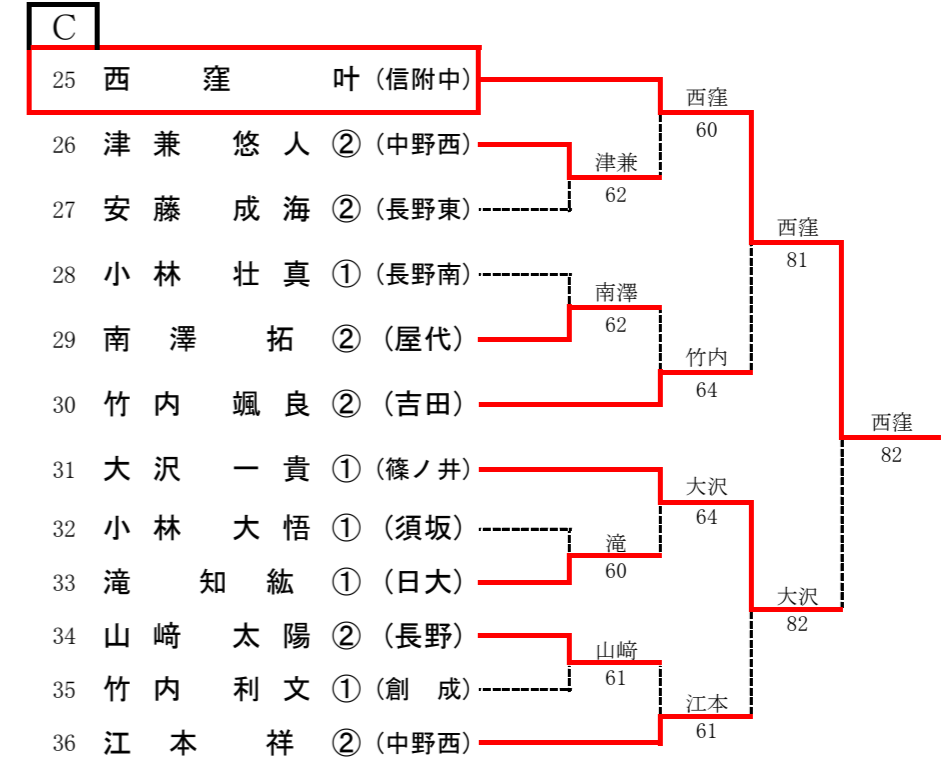 C
25 西 窪 叶 (信附中)
26 津 兼 悠 人 ② (中野西)
27 安 藤 成 海 ② (長野東)
28 小 林 壮 真 ① (長野南)
29 南 澤 拓 ② (屋代)
30 竹 内 颯 良 ② (吉田)
31 大 沢 一 貴 ① (篠ノ井)
32 小 林 大 悟 ① (須坂)
33 滝 知 紘 ① (日大)
34 山 﨑 太 陽 ② (長野)
35 竹 内 利 文 ① (創 成)
36 江 本 祥 ② (中野西)
津兼
62
南澤
62
滝
60
山﨑
61
西窪
60
竹内
64
大沢
64
江本
61
西窪
81
大沢
82
西窪
82